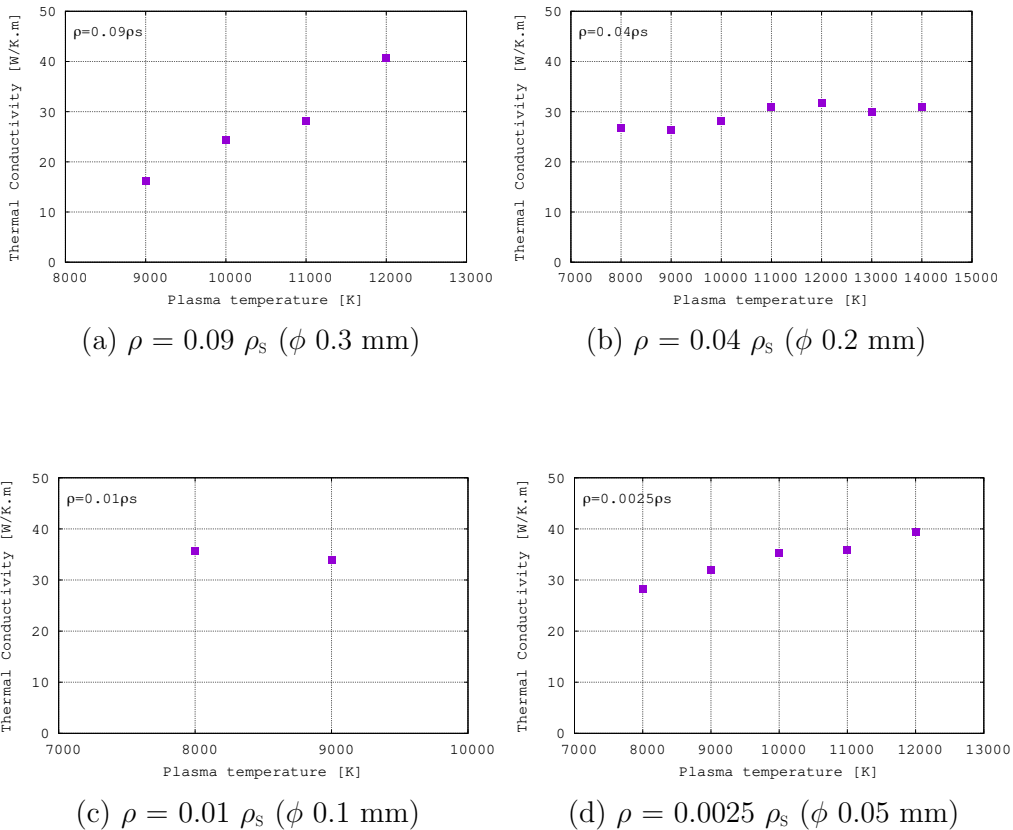 Thermal Conductivity [W/K.m]
50
40
30
20
10
0
ρ=0.09ρs
8000 9000 10000 11000 12000 13000
Plasma temperature [K]
(a) ρ = 0.09 ρs (ϕ 0.3 mm)
Thermal Conductivity [W/K.m]
50
40
30
20
10
0
ρ=0.04ρs
7000 8000 9000 10000 11000 12000 13000 14000 15000
Plasma temperature [K]
(b) ρ = 0.04 ρs (ϕ 0.2 mm)
Thermal Conductivity [W/K.m]
50
40
30
20
10
0
ρ=0.01ρs
7000 8000 9000 10000
Plasma temperature [K]
(c) ρ = 0.01 ρs (ϕ 0.1 mm)
Thermal Conductivity [W/K.m]
50
40
30
20
10
0
ρ=0.0025ρs
7000 8000 9000 10000 11000 12000 13000
Plasma temperature [K]
(d) ρ = 0.0025 ρs (ϕ 0.05 mm)